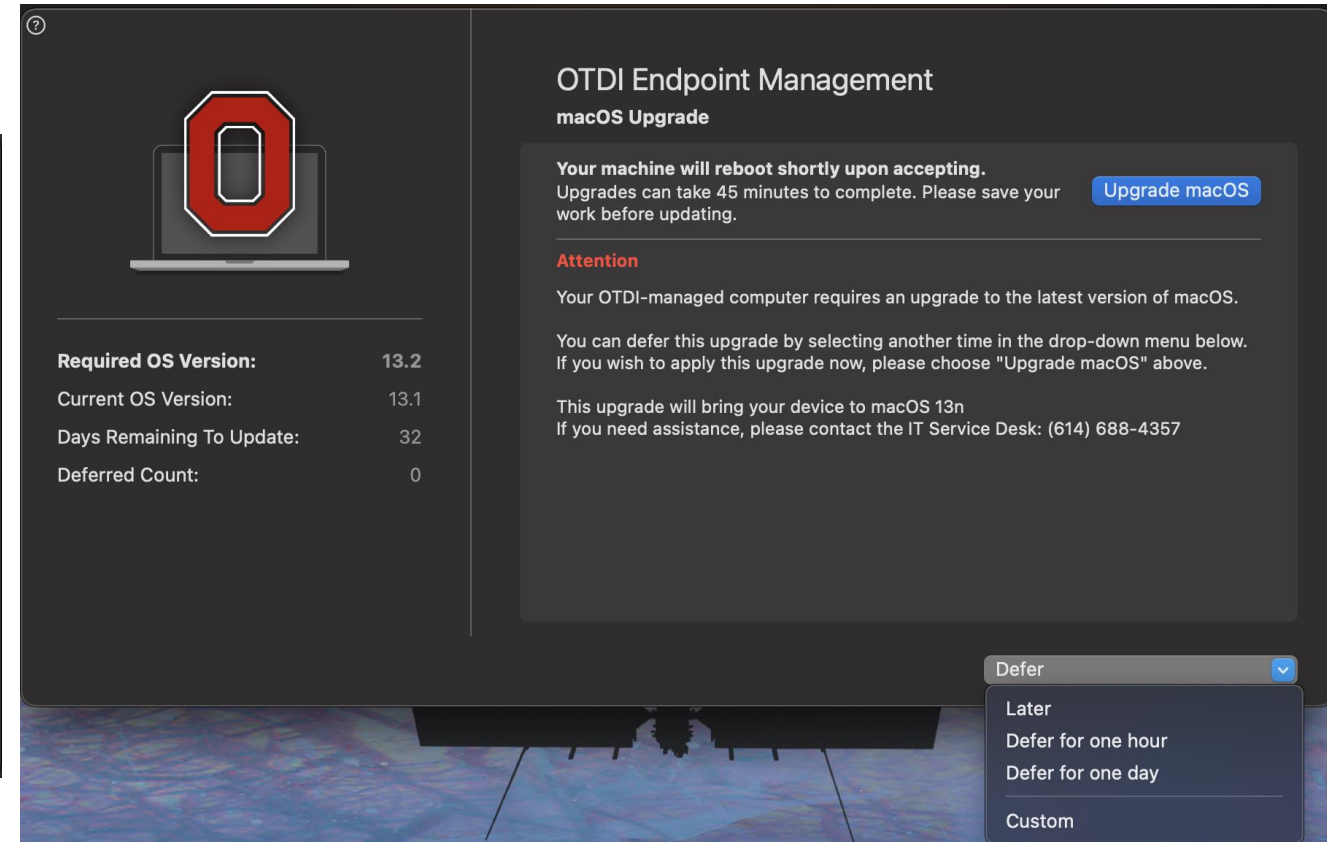 ?
O
Required OS Version: 13.2
Current OS Version: 13.1
Days Remaining To Update: 32
Deferred Count: 0
OTDI Endpoint Management
macOS Upgrade
Your machine will reboot shortly upon accepting.
Upgrades can take 45 minutes to complete. Please save your
work before updating.
Upgrade macOS
Attention
Your OTDI-managed computer requires an upgrade to the latest version of macOS.
You can defer this upgrade by selecting another time in the drop-down menu below.
If you wish to apply this upgrade now, please choose "Upgrade macOS" above.
This upgrade will bring your device to macOS 13n
If you need assistance, please contact the IT Service Desk: (614) 688-4357
Defer
Later
Defer for one hour
Defer for one day
Custom